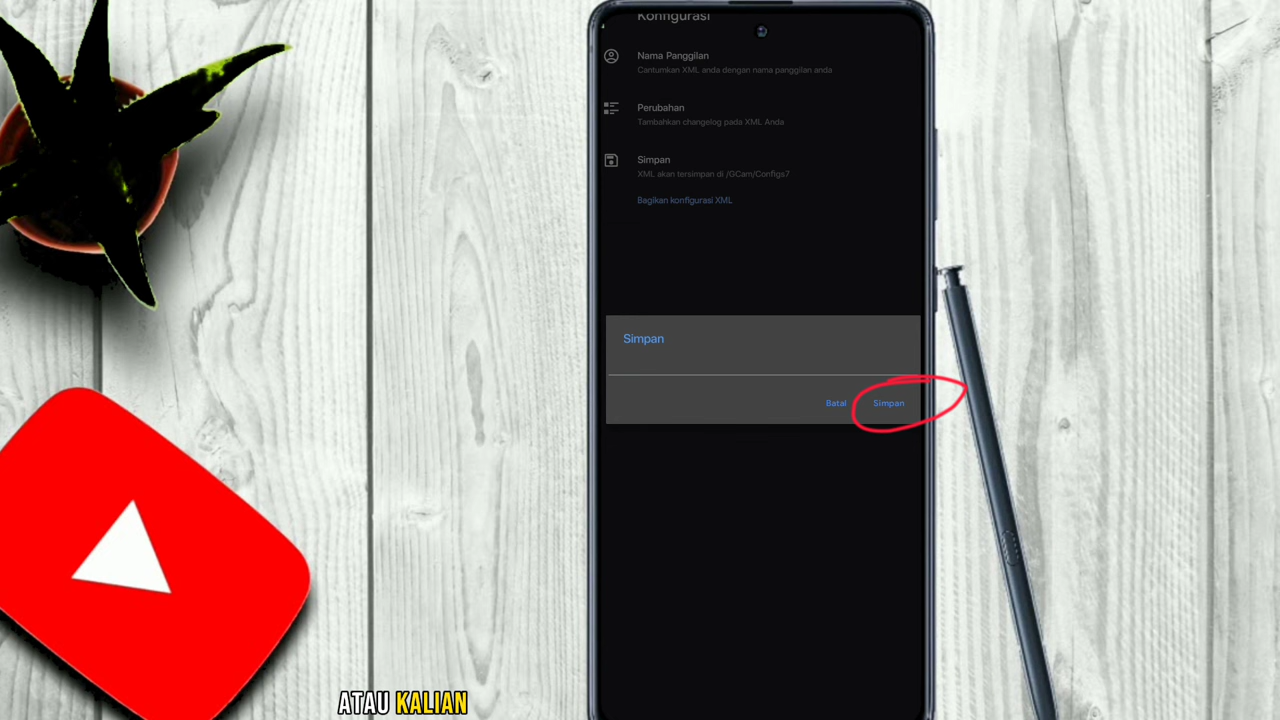 Konfigurasi
Nama Panggilan
Cantumkan XML anda dengan nama panggilan anda
Perubahan
Tambahkan changelog pada XML Anda
Simpan
XML akan tersimpan di /GCam/Configs7
Bagikan konfigurasi XML
Simpan
Batal Simpan
ATAU KALIAN